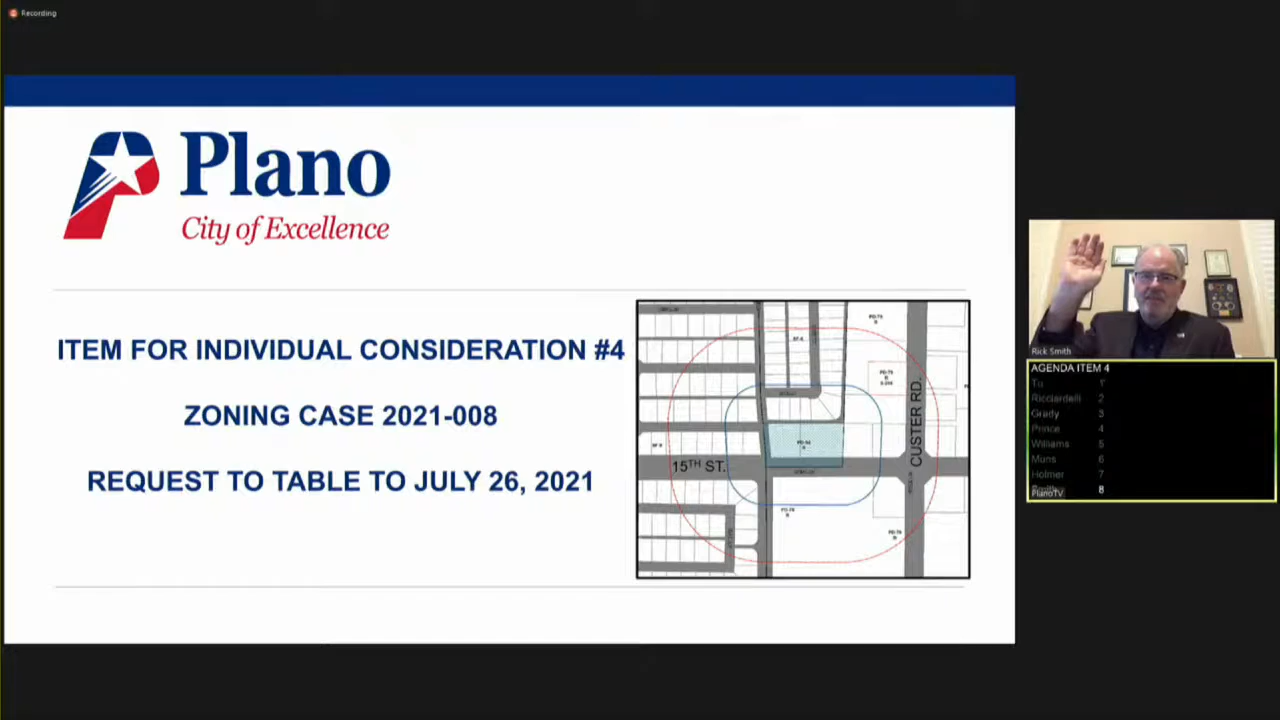 Recording
Plano
City of Excellence
ITEM FOR INDIVIDUAL CONSIDERATION #4
ZONING CASE 2021-008
REQUEST TO TABLE TO JULY 26, 2021
15TH ST.
CUSTER RD.
Rick Smith
AGENDA ITEM 4
Tu 1
Ricciardelli 2
Grady 3
Prince 4
Williams 5
Muns 6
Holmer 7
8
PlanoTV